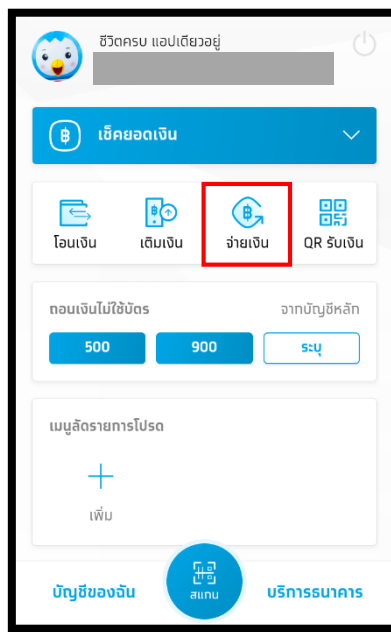 ชีวิตครบ แอปเดียวอยู่
฿ เช็คยอดเงิน
โอนเงิน เติมเงิน จ่ายเงิน QR รับเงิน
ถอนเงินไม่ใช้บัตร จากบัญชีหลัก
500 900 ระบุ
เมนูลัดรายการโปรด
เพิ่ม
บัญชีของฉัน สแกน บริการธนาคาร